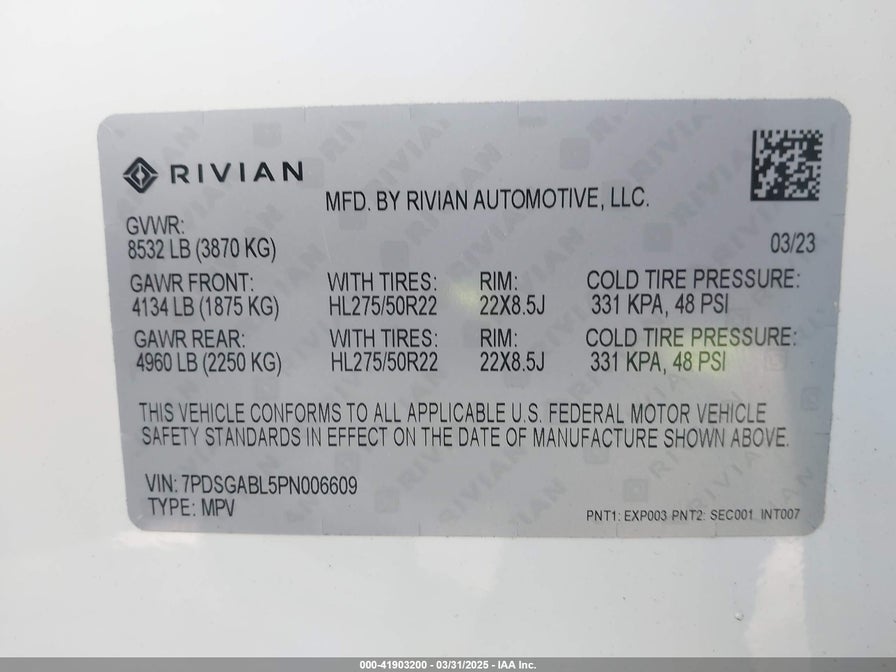 RIVIAN
MFD. BY RIVIAN AUTOMOTIVE, LLC.
GVWR:
8532 LB (3870 KG)
03/23
GAWR FRONT: WITH TIRES: RIM: COLD TIRE PRESSURE:
4134 LB (1875 KG) HL275/50R22 22X8.5J 331 KPA, 48 PSI
GAWR REAR: WITH TIRES: RIM: COLD TIRE PRESSURE:
4960 LB (2250 KG) HL275/50R22 22X8.5J 331 KPA, 48 PSI
THIS VEHICLE CONFORMS TO ALL APPLICABLE U.S. FEDERAL MOTOR VEHICLE
SAFETY STANDARDS IN EFFECT ON THE DATE OF MANUFACTURE SHOWN ABOVE.
VIN: 7PDSGABL5PN006609
TYPE: MPV
PNT1: EXP003 PNT2: SEC001 INT007
000-41903200 - 03/31/2025 - IAA Inc.